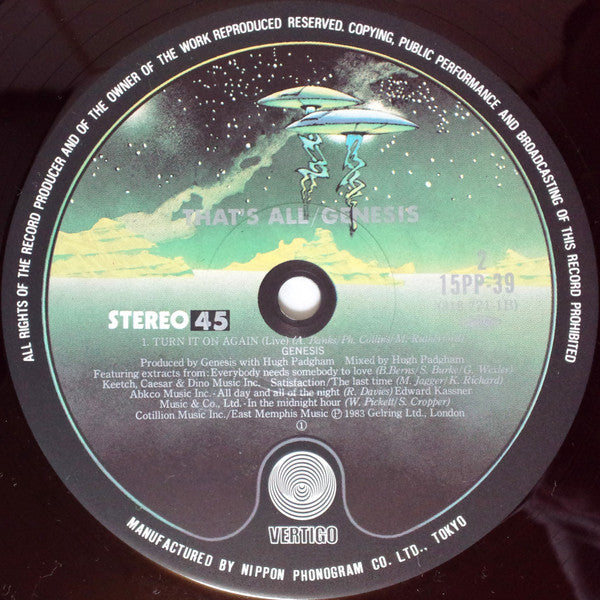 ALL RIGHTS OF THE RECORD PRODUCER AND OF THE OWNER OF THE WORK REPRODUCED RESERVED. COPYING, PUBLIC PERFORMANCE AND BROADCASTING OF THIS RECORD PROHIBITED
THAT'S ALL/GENESIS
2
15PP-39
STEREO 45
1. TURN IT ON AGAIN (Live) (A. Banks/Ph. Collins/M. Rutherford)
GENESIS
Produced by Genesis with Hugh Padgham Mixed by Hugh Padgham
Featuring extracts from: Everybody needs somebody to love (B.Berns/S. Burke/G. Wexler)
Keetch, Caesar & Dino Music Inc. Satisfaction/The last time (M. Jagger/K. Richard)
Abkco Music Inc.·All day and all of the night (R. Davies)Edward Kassner
Music & Co., Ltd.·In the midnight hour (W. Pickett/S. Cropper)
Cotillion Music Inc./East Memphis Music ℗ 1983 Gelring Ltd., London
①
VERTIGO
MANUFACTURED BY NIPPON PHONOGRAM CO. LTD., TOKYO